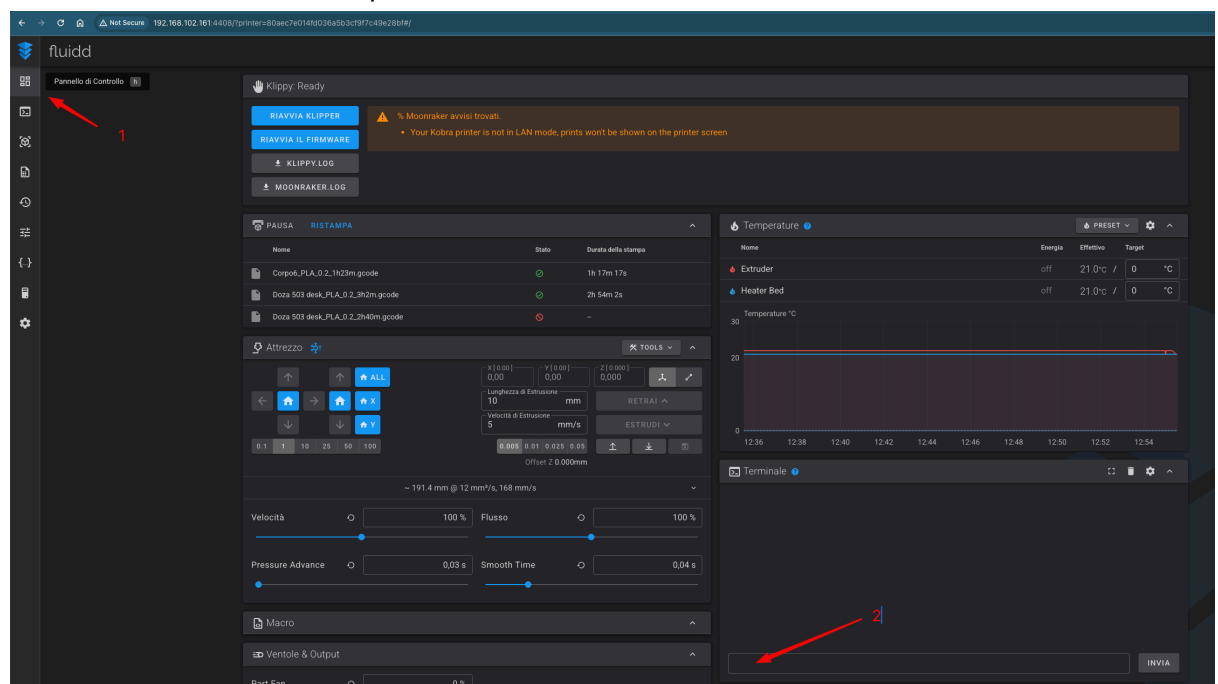 Not Secure 192.168.102.161:4408/?printer=80aec7e014fd036a5b3cf9f7c49e28bf#/
fluidd
Pannello di Controllo h
1
Klippy: Ready
RIAVVIA KLIPPER
RIAVVIA IL FIRMWARE
KLIPPY.LOG
MOONRAKER.LOG
% Moonraker avvisi trovati.
• Your Kobra printer is not in LAN mode, prints won't be shown on the printer screen
PAUSA RISTAMPA
Nome Stato Durata della stampa
Corpo6_PLA_0.2_1h23m.gcode 1h 17m 17s
Doza 503 desk_PLA_0.2_3h2m.gcode 2h 54m 2s
Doza 503 desk_PLA_0.2_2h40m.gcode –
Attrezzo T TOOLS
ALL
X
Y
0.1 1 10 25 50 100
X [ 0.00 ] Y [ 0.00 ] Z [ 0.000 ]
0,00 0,00 0,000
Lunghezza di Estrusione
10 mm RETRAI
Velocità di Estrusione
5 mm/s ESTRUDI
0.005 0.01 0.025 0.05
Offset Z 0.000mm
~ 191.4 mm @ 12 mm³/s, 168 mm/s
Velocità 100 % Flusso 100 %
Pressure Advance 0,03 s Smooth Time 0,04 s
Macro
Ventole & Output
Part Fan 0 %
Temperature PRESET
Nome Energia Effettivo Target
Extruder off 21.0°C / 0 °C
Heater Bed off 21.0°C / 0 °C
Temperature °C
30
20
0
12:36 12:38 12:40 12:42 12:44 12:46 12:48 12:50 12:52 12:54
Terminale
2
INVIA